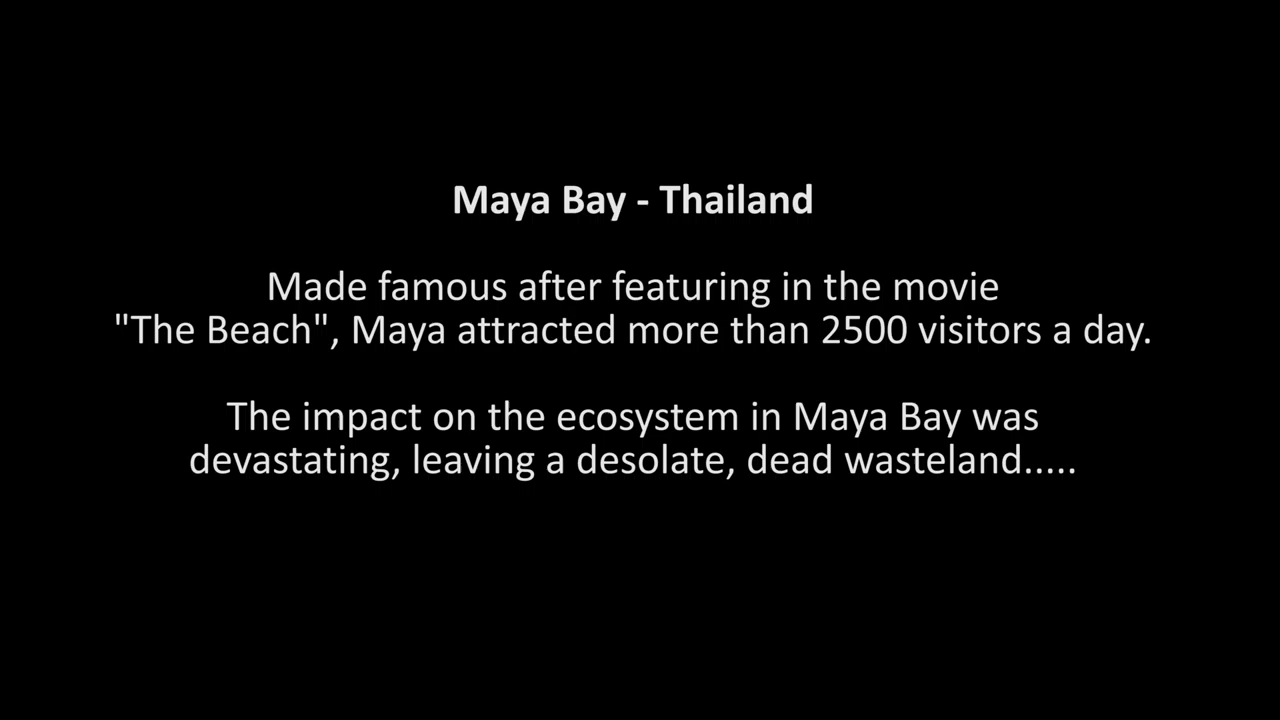 Maya Bay - Thailand
Made famous after featuring in the movie
"The Beach", Maya attracted more than 2500 visitors a day.
The impact on the ecosystem in Maya Bay was
devastating, leaving a desolate, dead wasteland.....